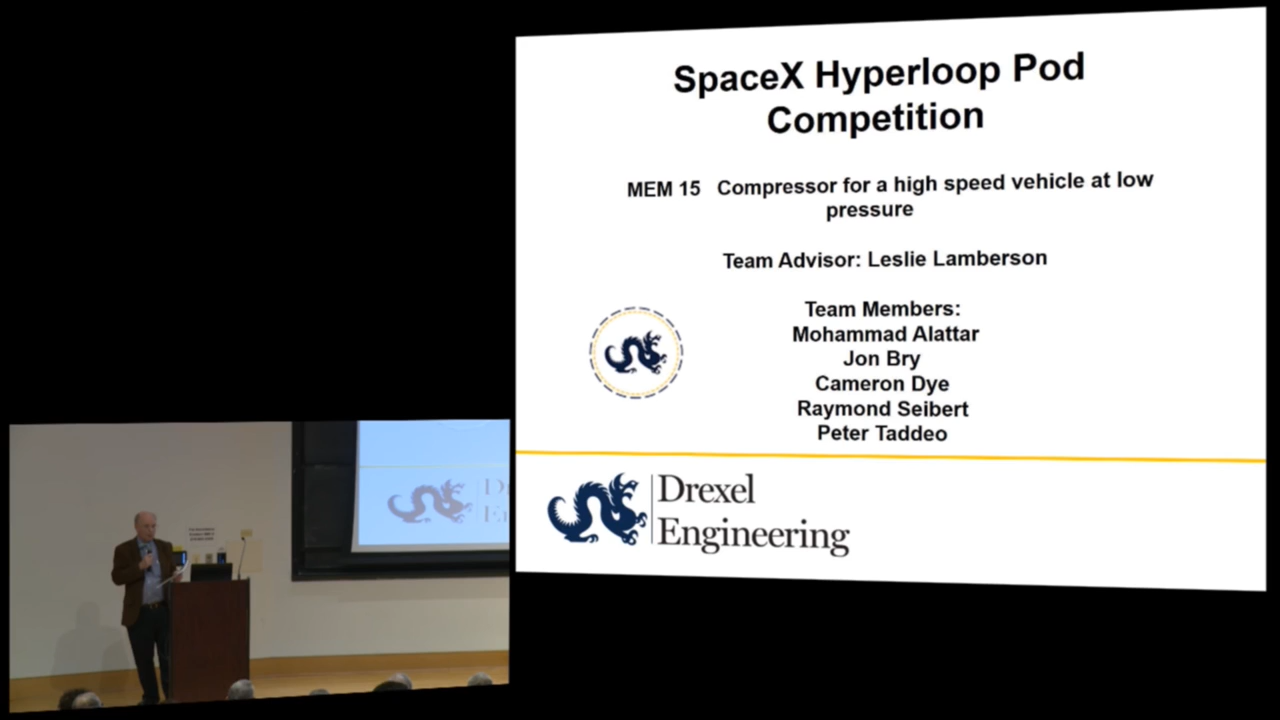 SpaceX Hyperloop Pod
Competition
MEM 15 Compressor for a high speed vehicle at low
pressure
Team Advisor: Leslie Lamberson
Team Members:
Mohammad Alattar
Jon Bry
Cameron Dye
Raymond Seibert
Peter Taddeo
Drexel
Engineering